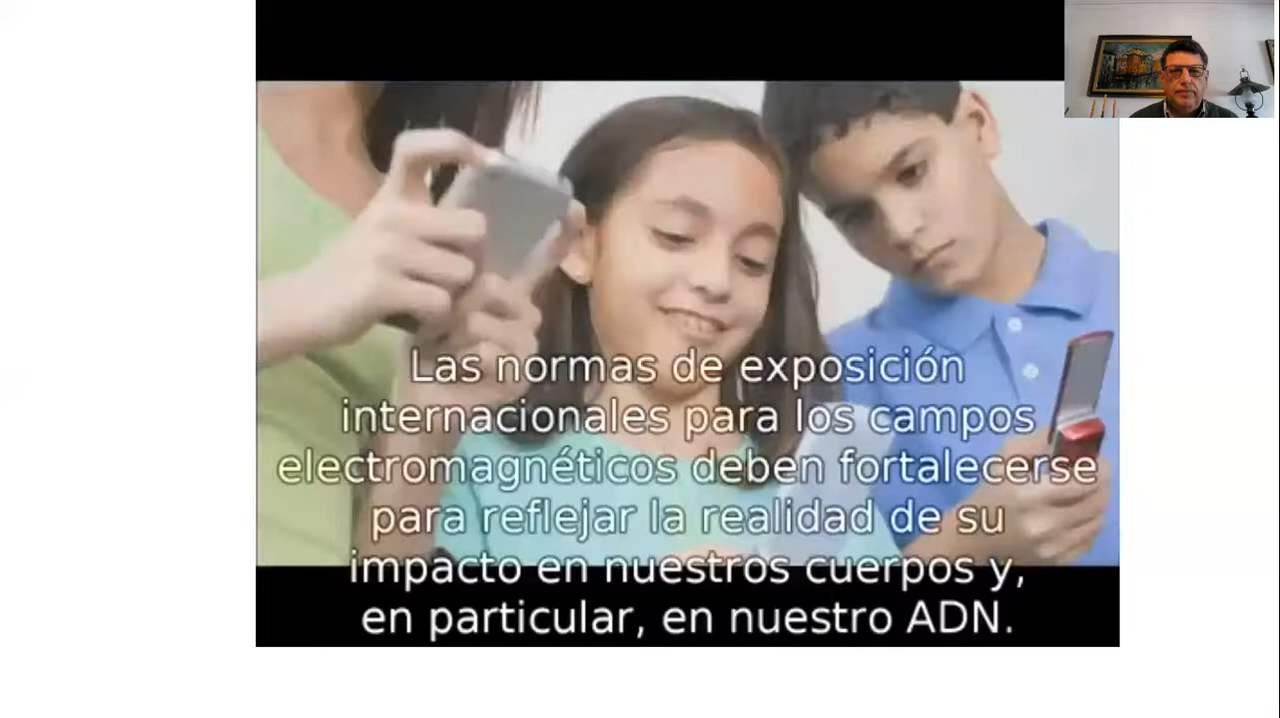 Las normas de exposición
internacionales para los campos
electromagnéticos deben fortalecerse
para reflejar la realidad de su
impacto en nuestros cuerpos y,
en particular, en nuestro ADN.